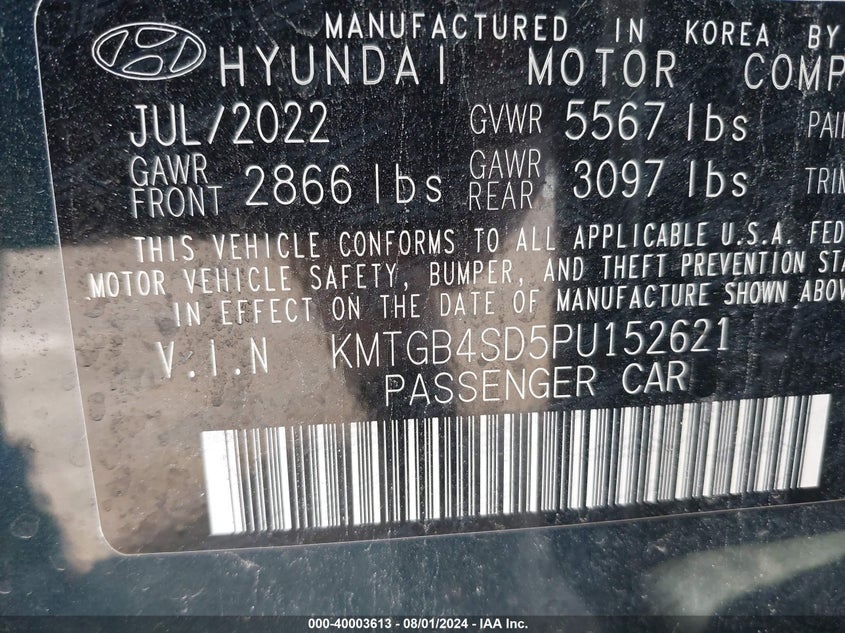 MANUFACTURED IN KOREA BY
HYUNDAI MOTOR COMP
JUL/2022 GVWR 5567 lbs PAI
GAWR FRONT 2866 lbs GAWR REAR 3097 lbs TRIM
THIS VEHICLE CONFORMS TO ALL APPLICABLE U.S.A. FED
MOTOR VEHICLE SAFETY, BUMPER, AND THEFT PREVENTION STA
IN EFFECT ON THE DATE OF MANUFACTURE SHOWN ABOV
V.I.N KMTGB4SD5PU152621
PASSENGER CAR
000-40003613 - 08/01/2024 - IAA Inc.